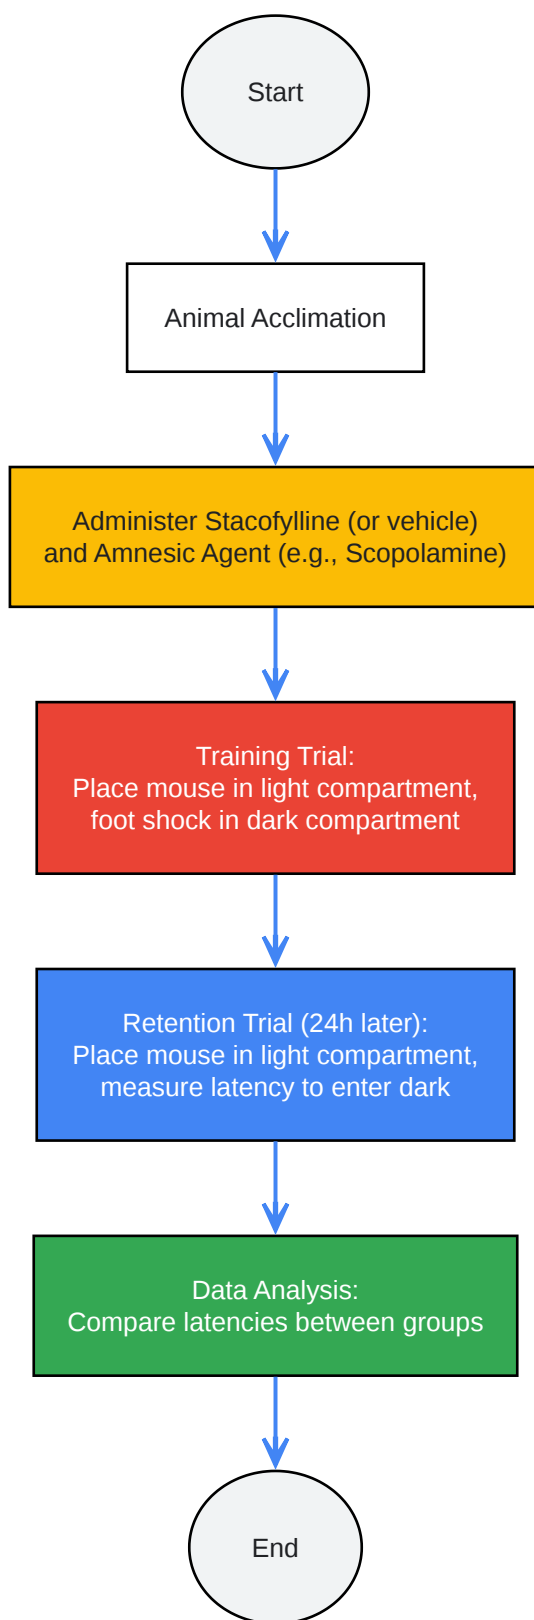 Start
Animal Acclimation
Administer Stacofylline (or vehicle)
and Amnesic Agent (e.g., Scopolamine)
Training Trial:
Place mouse in light compartment,
foot shock in dark compartment
Retention Trial (24h later):
Place mouse in light compartment,
measure latency to enter dark
Data Analysis:
Compare latencies between groups
End